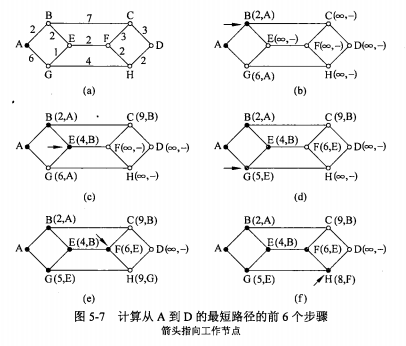 B 7 C
2 2 3 3
A E 2 F D
6 1 2 2
G 4 H
(a)
B(2,A) C(∞,-)
A E(∞,-) F(∞,-) D(∞,-)
G(6,A) H(∞,-)
(b)
B(2,A) C(9,B)
A E(4,B) F(∞,-) D(∞,-)
G(6,A) H(∞,-)
(c)
B(2,A) C(9,B)
A E(4,B) F(6,E) D(∞,-)
G(5,E) H(∞,-)
(d)
B(2,A) C(9,B)
A E(4,B) F(6,E) D(∞,-)
G(5,E) H(9,G)
(e)
B(2,A) C(9,B)
A E(4,B) F(6,E) D(∞,-)
G(5,E) H(8,F)
(f)
图 5-7 计算从 A 到 D 的最短路径的前 6 个步骤
箭头指向工作节点